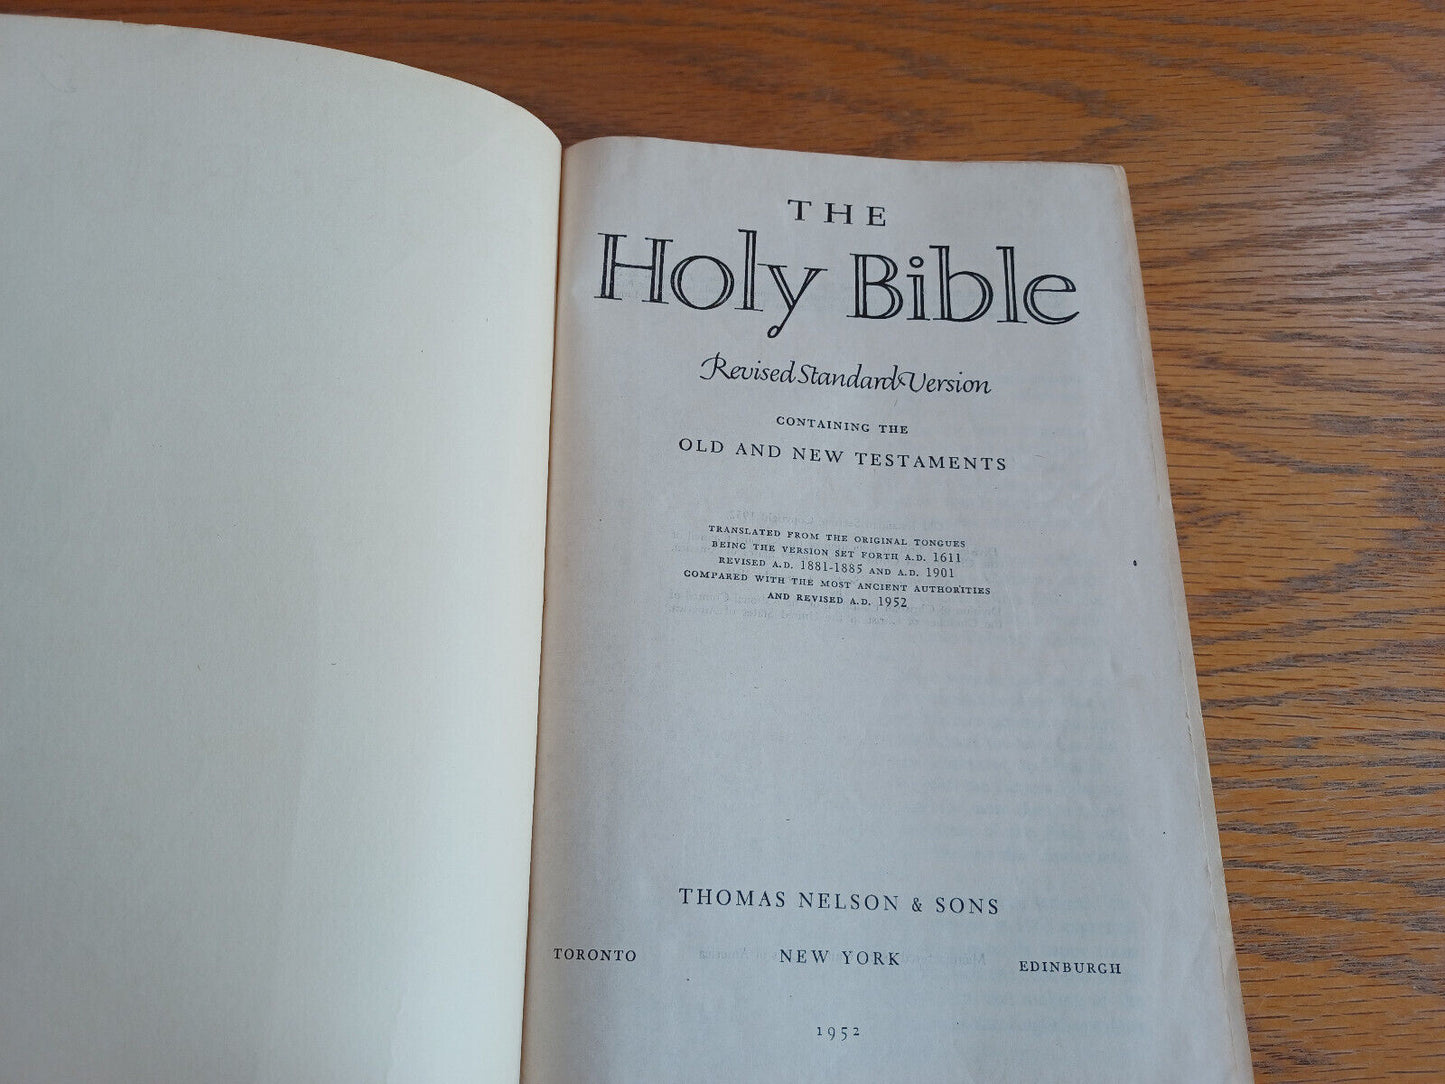 THE
Holy Bible
Revised Standard Version
CONTAINING THE
OLD AND NEW TESTAMENTS
TRANSLATED FROM THE ORIGINAL TONGUES
BEING THE VERSION SET FORTH A.D. 1611
REVISED A.D. 1881-1885 AND A.D. 1901
COMPARED WITH THE MOST ANCIENT AUTHORITIES
AND REVISED A.D. 1952
THOMAS NELSON & SONS
TORONTO NEW YORK EDINBURGH
1952